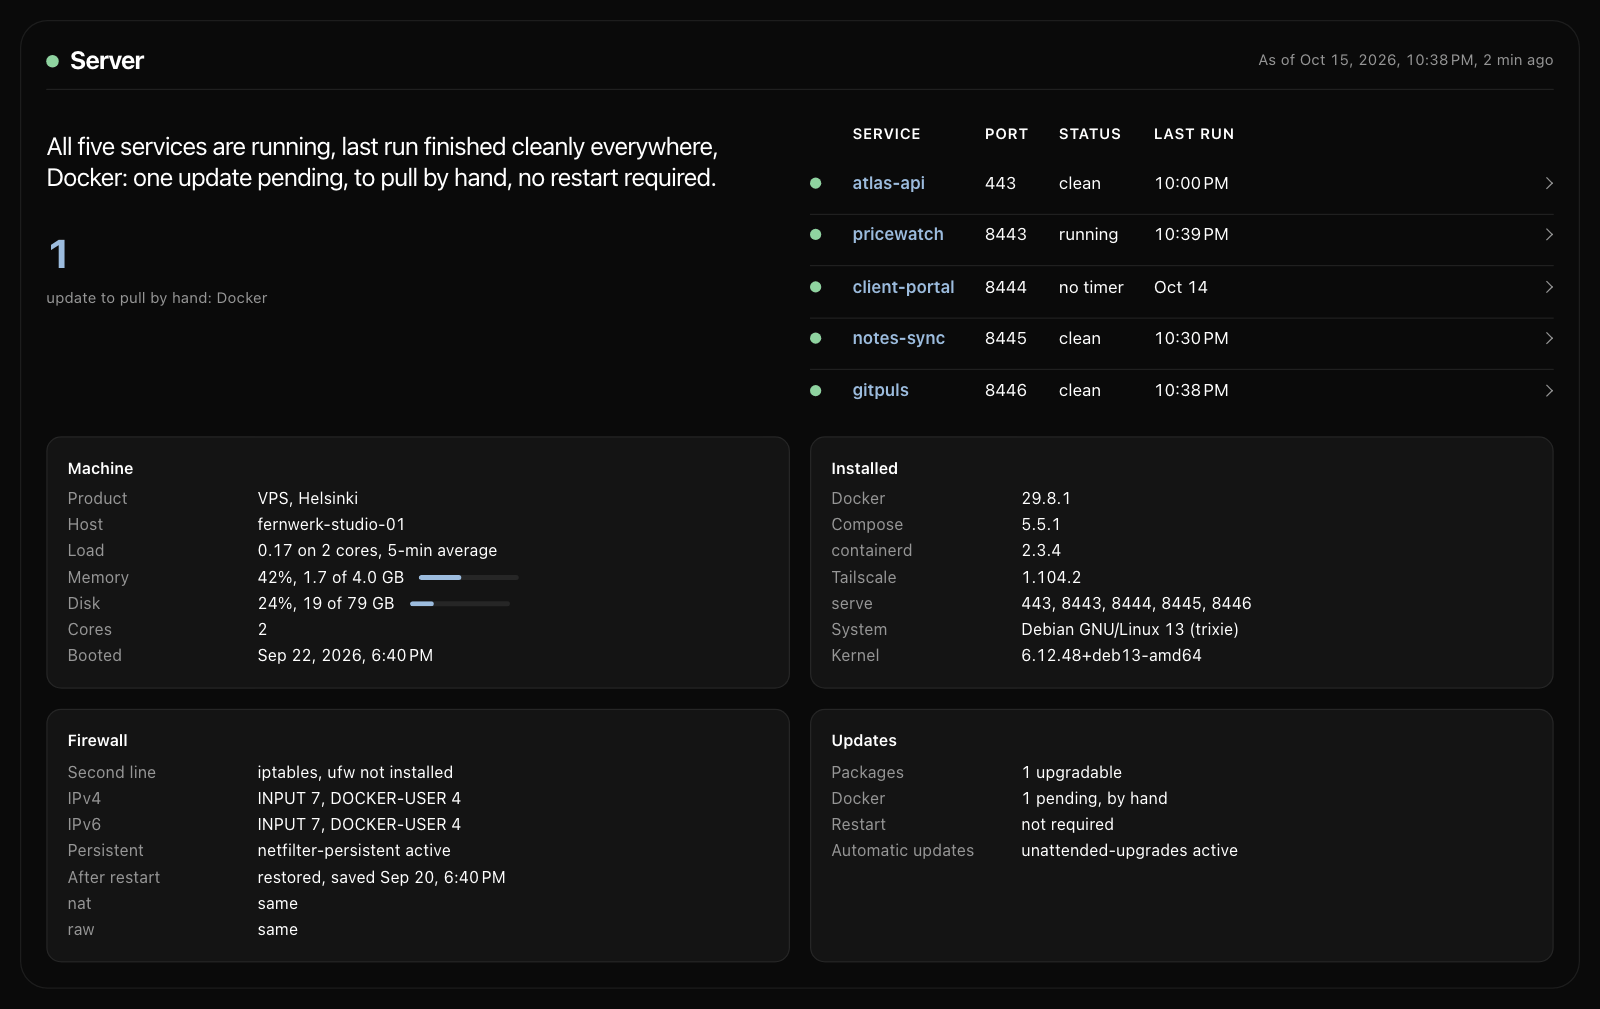 Server
As of Oct 15, 2026, 10:38 PM, 2 min ago
All five services are running, last run finished cleanly everywhere,
Docker: one update pending, to pull by hand, no restart required.
1
update to pull by hand: Docker
SERVICE PORT STATUS LAST RUN
atlas-api 443 clean 10:00 PM
pricewatch 8443 running 10:39 PM
client-portal 8444 no timer Oct 14
notes-sync 8445 clean 10:30 PM
gitpuls 8446 clean 10:38 PM
Machine
Product VPS, Helsinki
Host fernwerk-studio-01
Load 0.17 on 2 cores, 5-min average
Memory 42%, 1.7 of 4.0 GB
Disk 24%, 19 of 79 GB
Cores 2
Booted Sep 22, 2026, 6:40 PM
Installed
Docker 29.8.1
Compose 5.5.1
containerd 2.3.4
Tailscale 1.104.2
serve 443, 8443, 8444, 8445, 8446
System Debian GNU/Linux 13 (trixie)
Kernel 6.12.48+deb13-amd64
Firewall
Second line iptables, ufw not installed
IPv4 INPUT 7, DOCKER-USER 4
IPv6 INPUT 7, DOCKER-USER 4
Persistent netfilter-persistent active
After restart restored, saved Sep 20, 6:40 PM
nat same
raw same
Updates
Packages 1 upgradable
Docker 1 pending, by hand
Restart not required
Automatic updates unattended-upgrades active